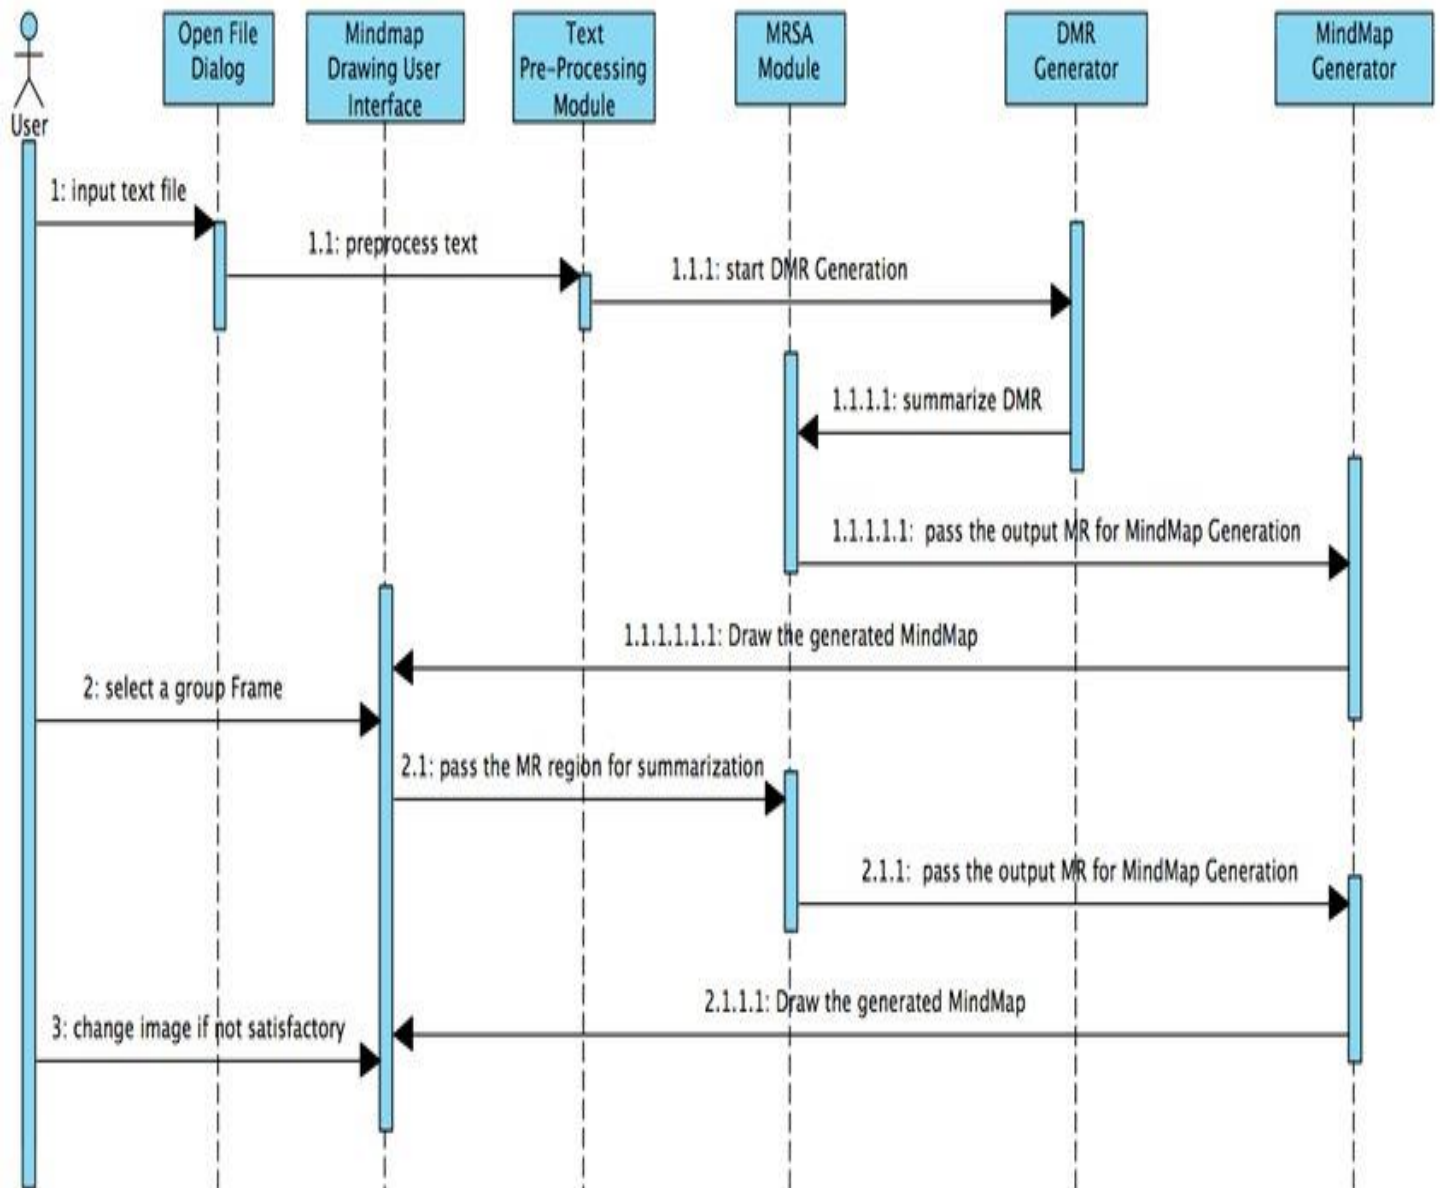 Open File
Dialog
Mindmap
Drawing User
Interface
Text
Pre-Processing
Module
MRSA
Module
DMR
Generator
MindMap
Generator
User
1: input text file
1.1: preprocess text
1.1.1: start DMR Generation
1.1.1.1: summarize DMR
1.1.1.1.1: pass the output MR for MindMap Generation
1.1.1.1.1.1: Draw the generated MindMap
2: select a group Frame
2.1: pass the MR region for summarization
2.1.1: pass the output MR for MindMap Generation
2.1.1.1: Draw the generated MindMap
3: change image if not satisfactory